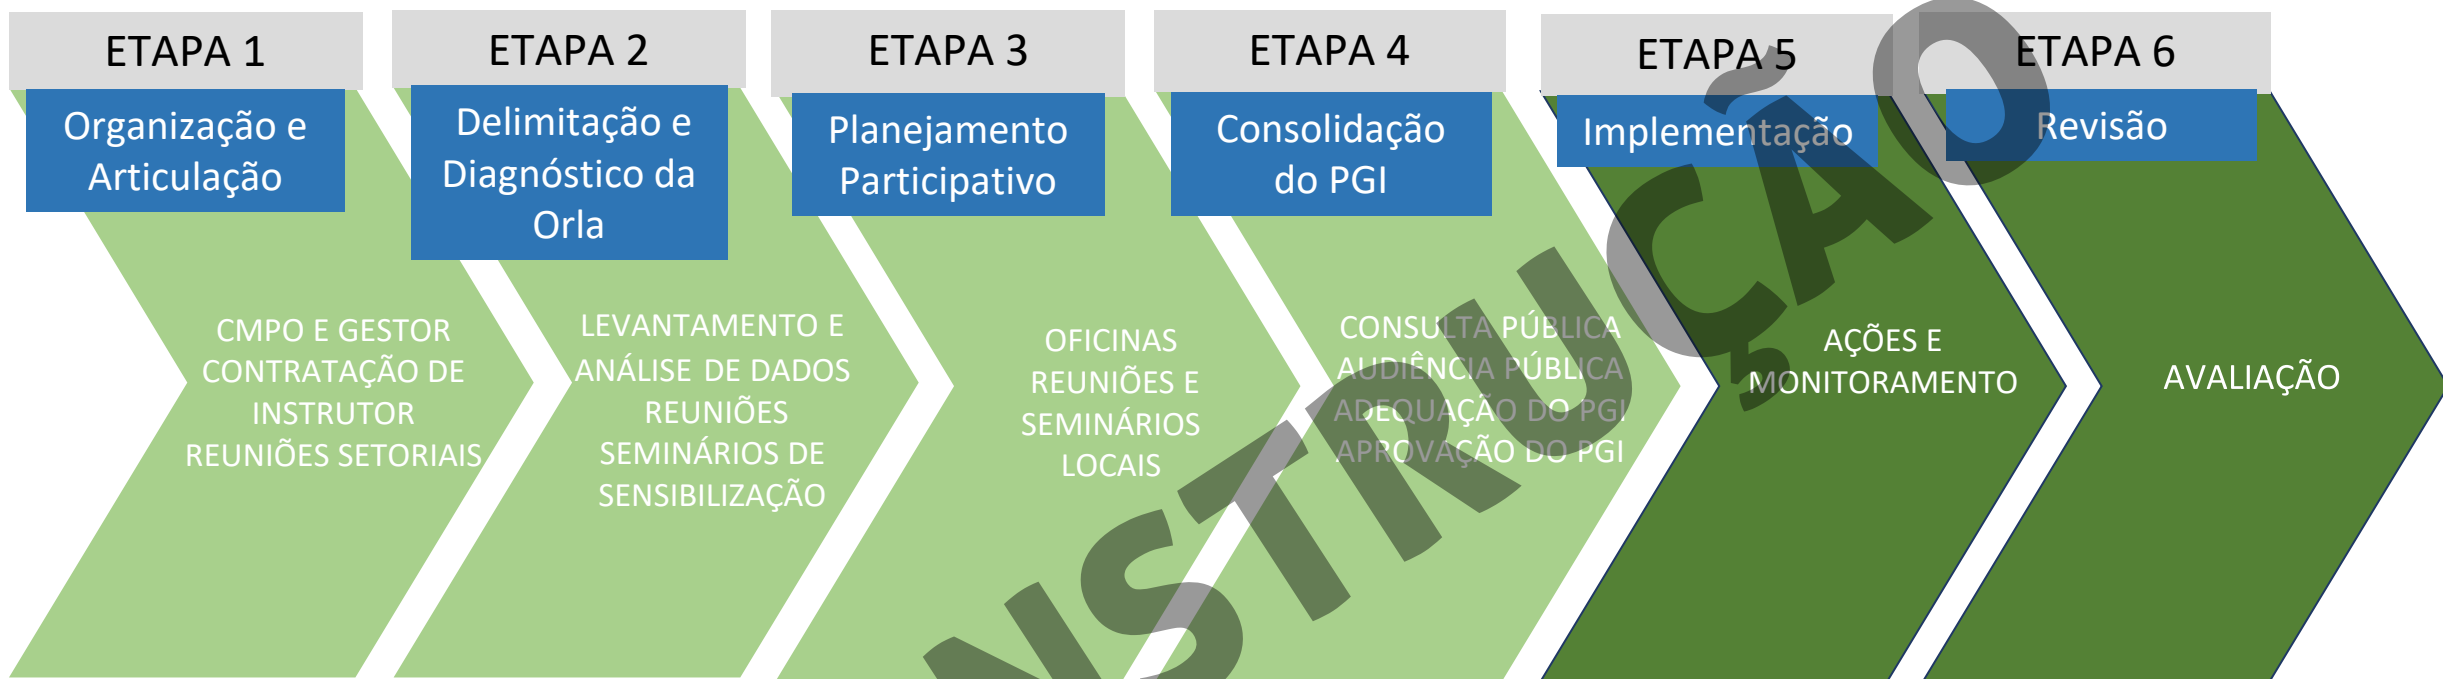 ETAPA 1
Organização e
Articulação
CMPO E GESTOR
CONTRATAÇÃO DE
INSTRUTOR
REUNIÕES SETORIAIS
ETAPA 2
Delimitação e
Diagnóstico da
Orla
LEVANTAMENTO E
ANÁLISE DE DADOS
REUNIÕES
SEMINÁRIOS DE
SENSIBILIZAÇÃO
ETAPA 3
Planejamento
Participativo
OFICINAS
REUNIÕES E
SEMINÁRIOS
LOCAIS
ETAPA 4
Consolidação
do PGI
CONSULTA PÚBLICA
AUDIÊNCIA PÚBLICA
ADEQUAÇÃO DO PGI
APROVAÇÃO DO PGI
ETAPA 5
Implementação
AÇÕES E
MONITORAMENTO
ETAPA 6
Revisão
AVALIAÇÃO
NSTRUÇÃO